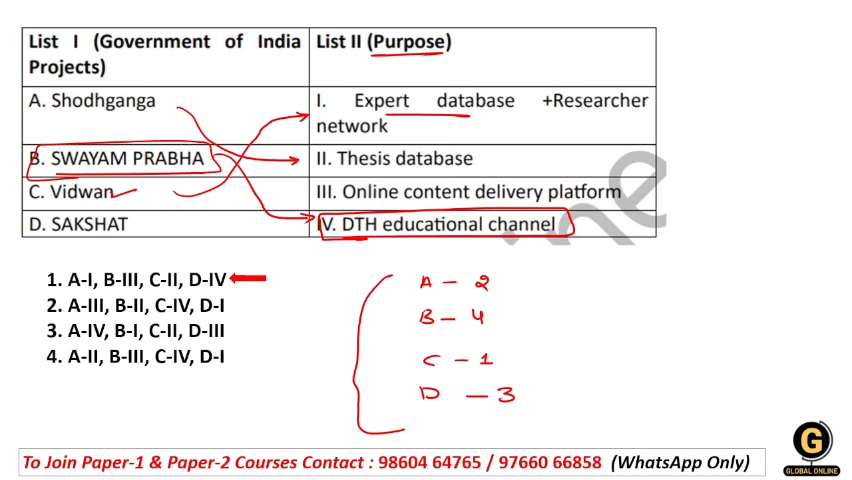 List I (Government of India Projects)
List II (Purpose)
A. Shodhganga
I. Expert database +Researcher network
B. SWAYAM PRABHA
II. Thesis database
C. Vidwan
III. Online content delivery platform
D. SAKSHAT
IV. DTH educational channel
1. A-I, B-III, C-II, D-IV
2. A-III, B-II, C-IV, D-I
3. A-IV, B-I, C-II, D-III
4. A-II, B-III, C-IV, D-I
A - 2
B - 4
C - 1
D - 3
G
GLOBAL ONLINE
To Join Paper-1 & Paper-2 Courses Contact : 98604 64765 / 97660 66858 (WhatsApp Only)